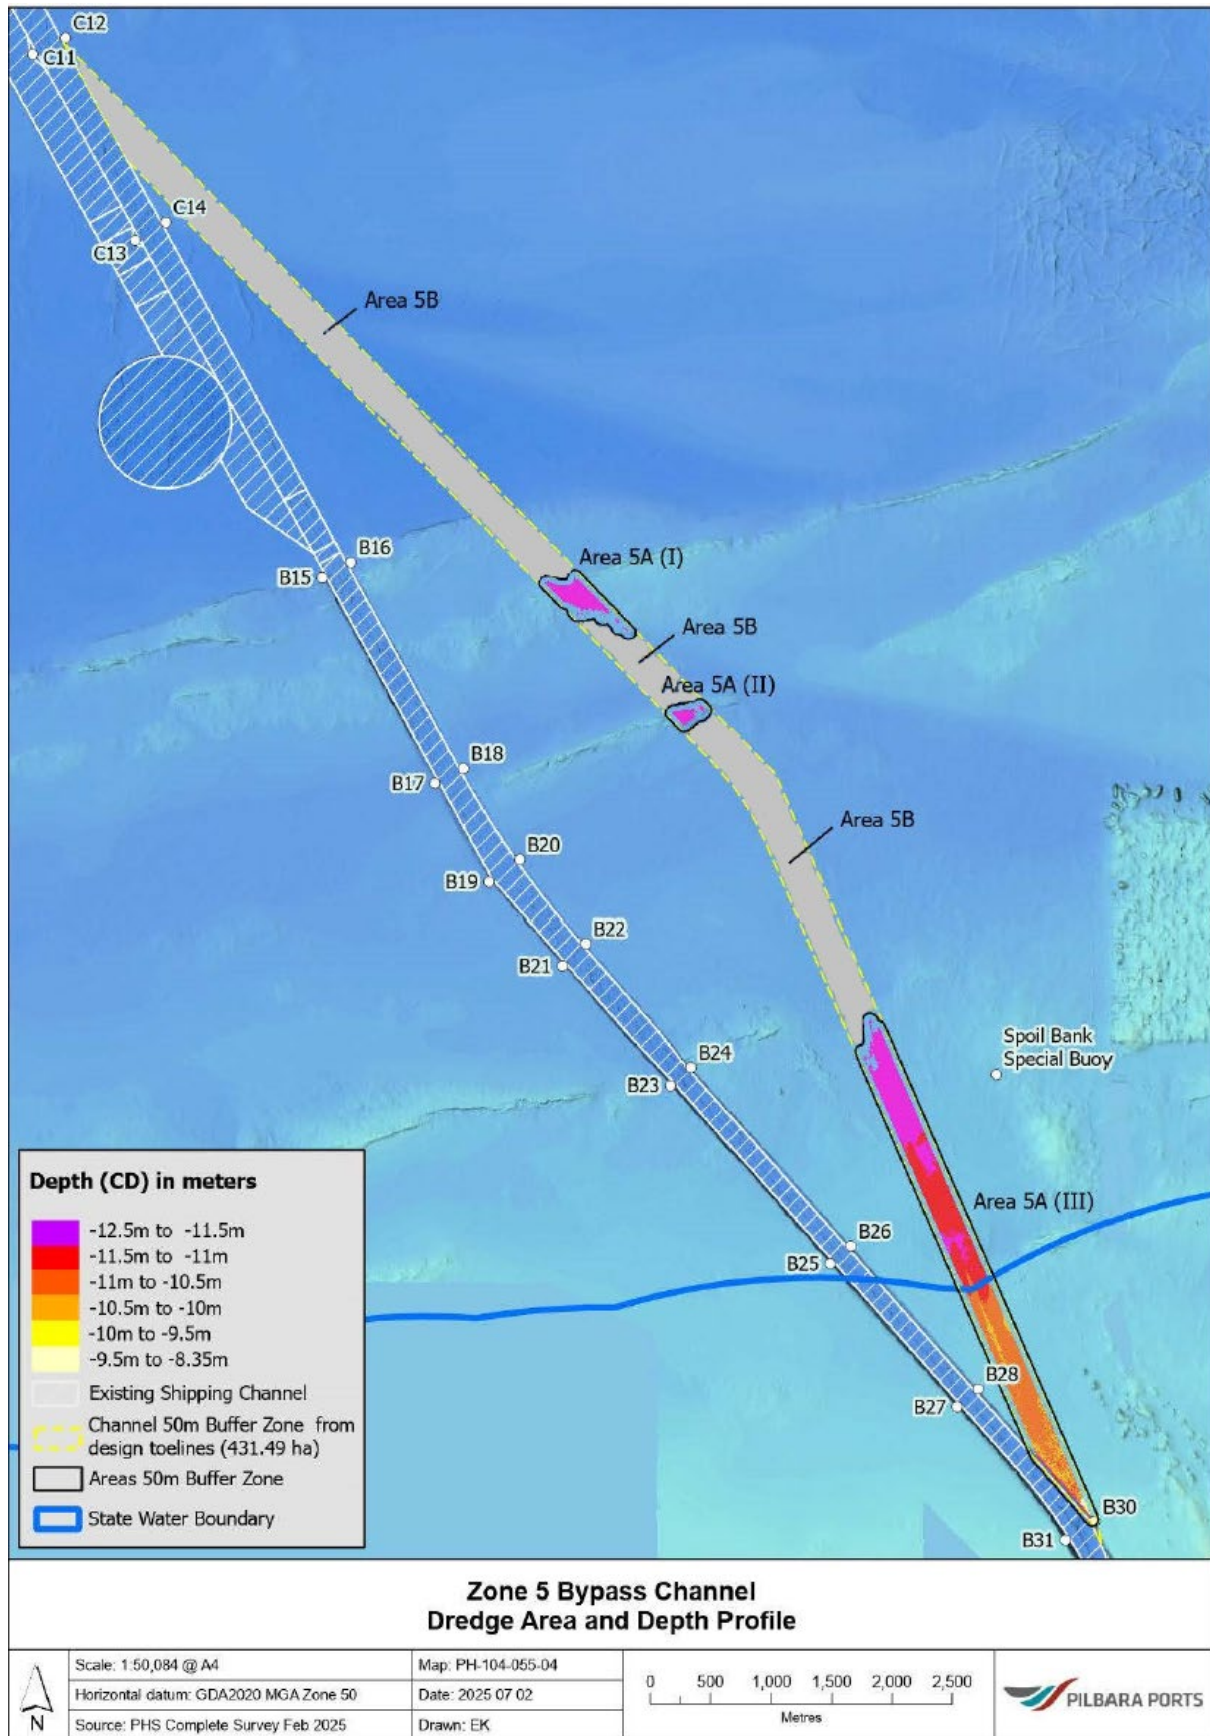 C12
C11
C14
C13
Area 5B
Area 5A (I)
B16
B15
Area 5B
Area 5A (II)
B18
B17
Area 5B
B20
B19
B22
B21
Spoil Bank
Special Buoy
B24
B23
Area 5A (III)
B26
B25
B28
B27
B30
B31
Depth (CD) in meters
-12.5m to -11.5m
-11.5m to -11m
-11m to -10.5m
-10.5m to -10m
-10m to -9.5m
-9.5m to -8.35m
Existing Shipping Channel
Channel 50m Buffer Zone from
design toelines (431.49 ha)
Areas 50m Buffer Zone
State Water Boundary
Zone 5 Bypass Channel
Dredge Area and Depth Profile
N
Scale: 1:50,084 @ A4
Horizontal datum: GDA2020 MGA Zone 50
Source: PHS Complete Survey Feb 2025
Map: PH-104-055-04
Date: 2025 07 02
Drawn: EK
0 500 1,000 1,500 2,000 2,500
Metres
PILBARA PORTS